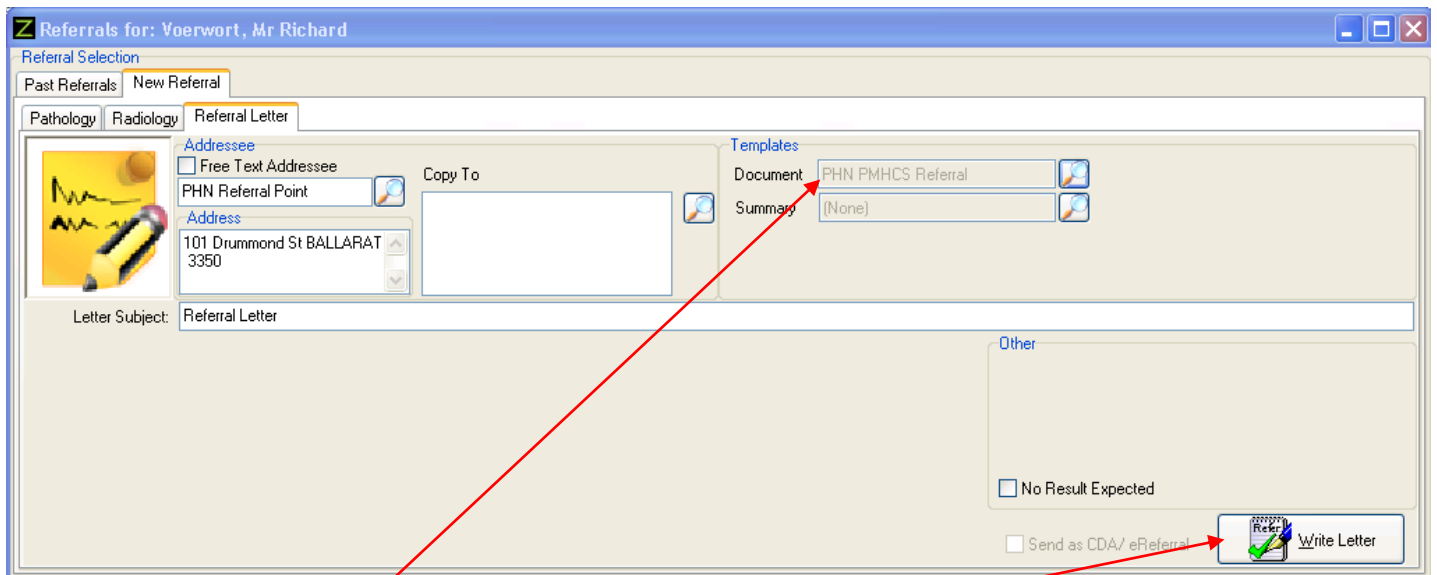 Referrals for: Voerwort, Mr Richard
Referral Selection
Past Referrals New Referral
Pathology Radiology Referral Letter
Addressee
Free Text Addressee
PHN Referral Point
Address
101 Drummond St BALLARAT
3350
Copy To
Templates
Document PHN PMHCS Referral
Summary (None)
Letter Subject: Referral Letter
Other
No Result Expected
Send as CDA/ eReferral
Refer Write Letter